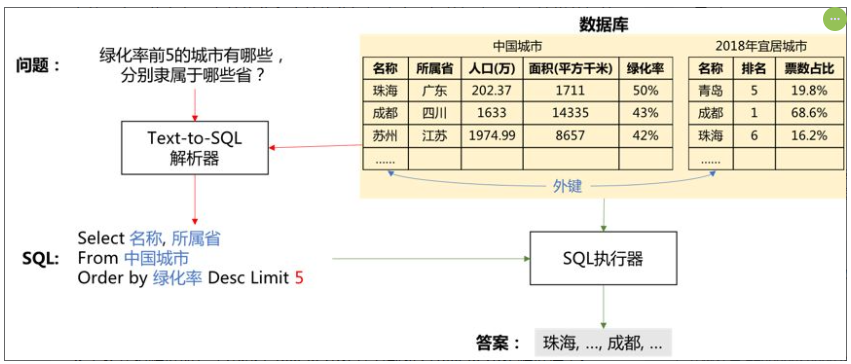 数据库
问题：
绿化率前5的城市有哪些，
分别隶属于哪些省？
中国城市
名称 所属省 人口(万) 面积(平方千米) 绿化率
珠海 广东 202.37 1711 50%
成都 四川 1633 14335 43%
苏州 江苏 1974.99 8657 42%
……
2018年宜居城市
名称 排名 票数占比
青岛 5 19.8%
成都 1 68.6%
珠海 6 16.2%
……
外键
Text-to-SQL
解析器
SQL:
Select 名称, 所属省
From 中国城市
Order by 绿化率 Desc Limit 5
SQL执行器
答案： 珠海, …, 成都, …